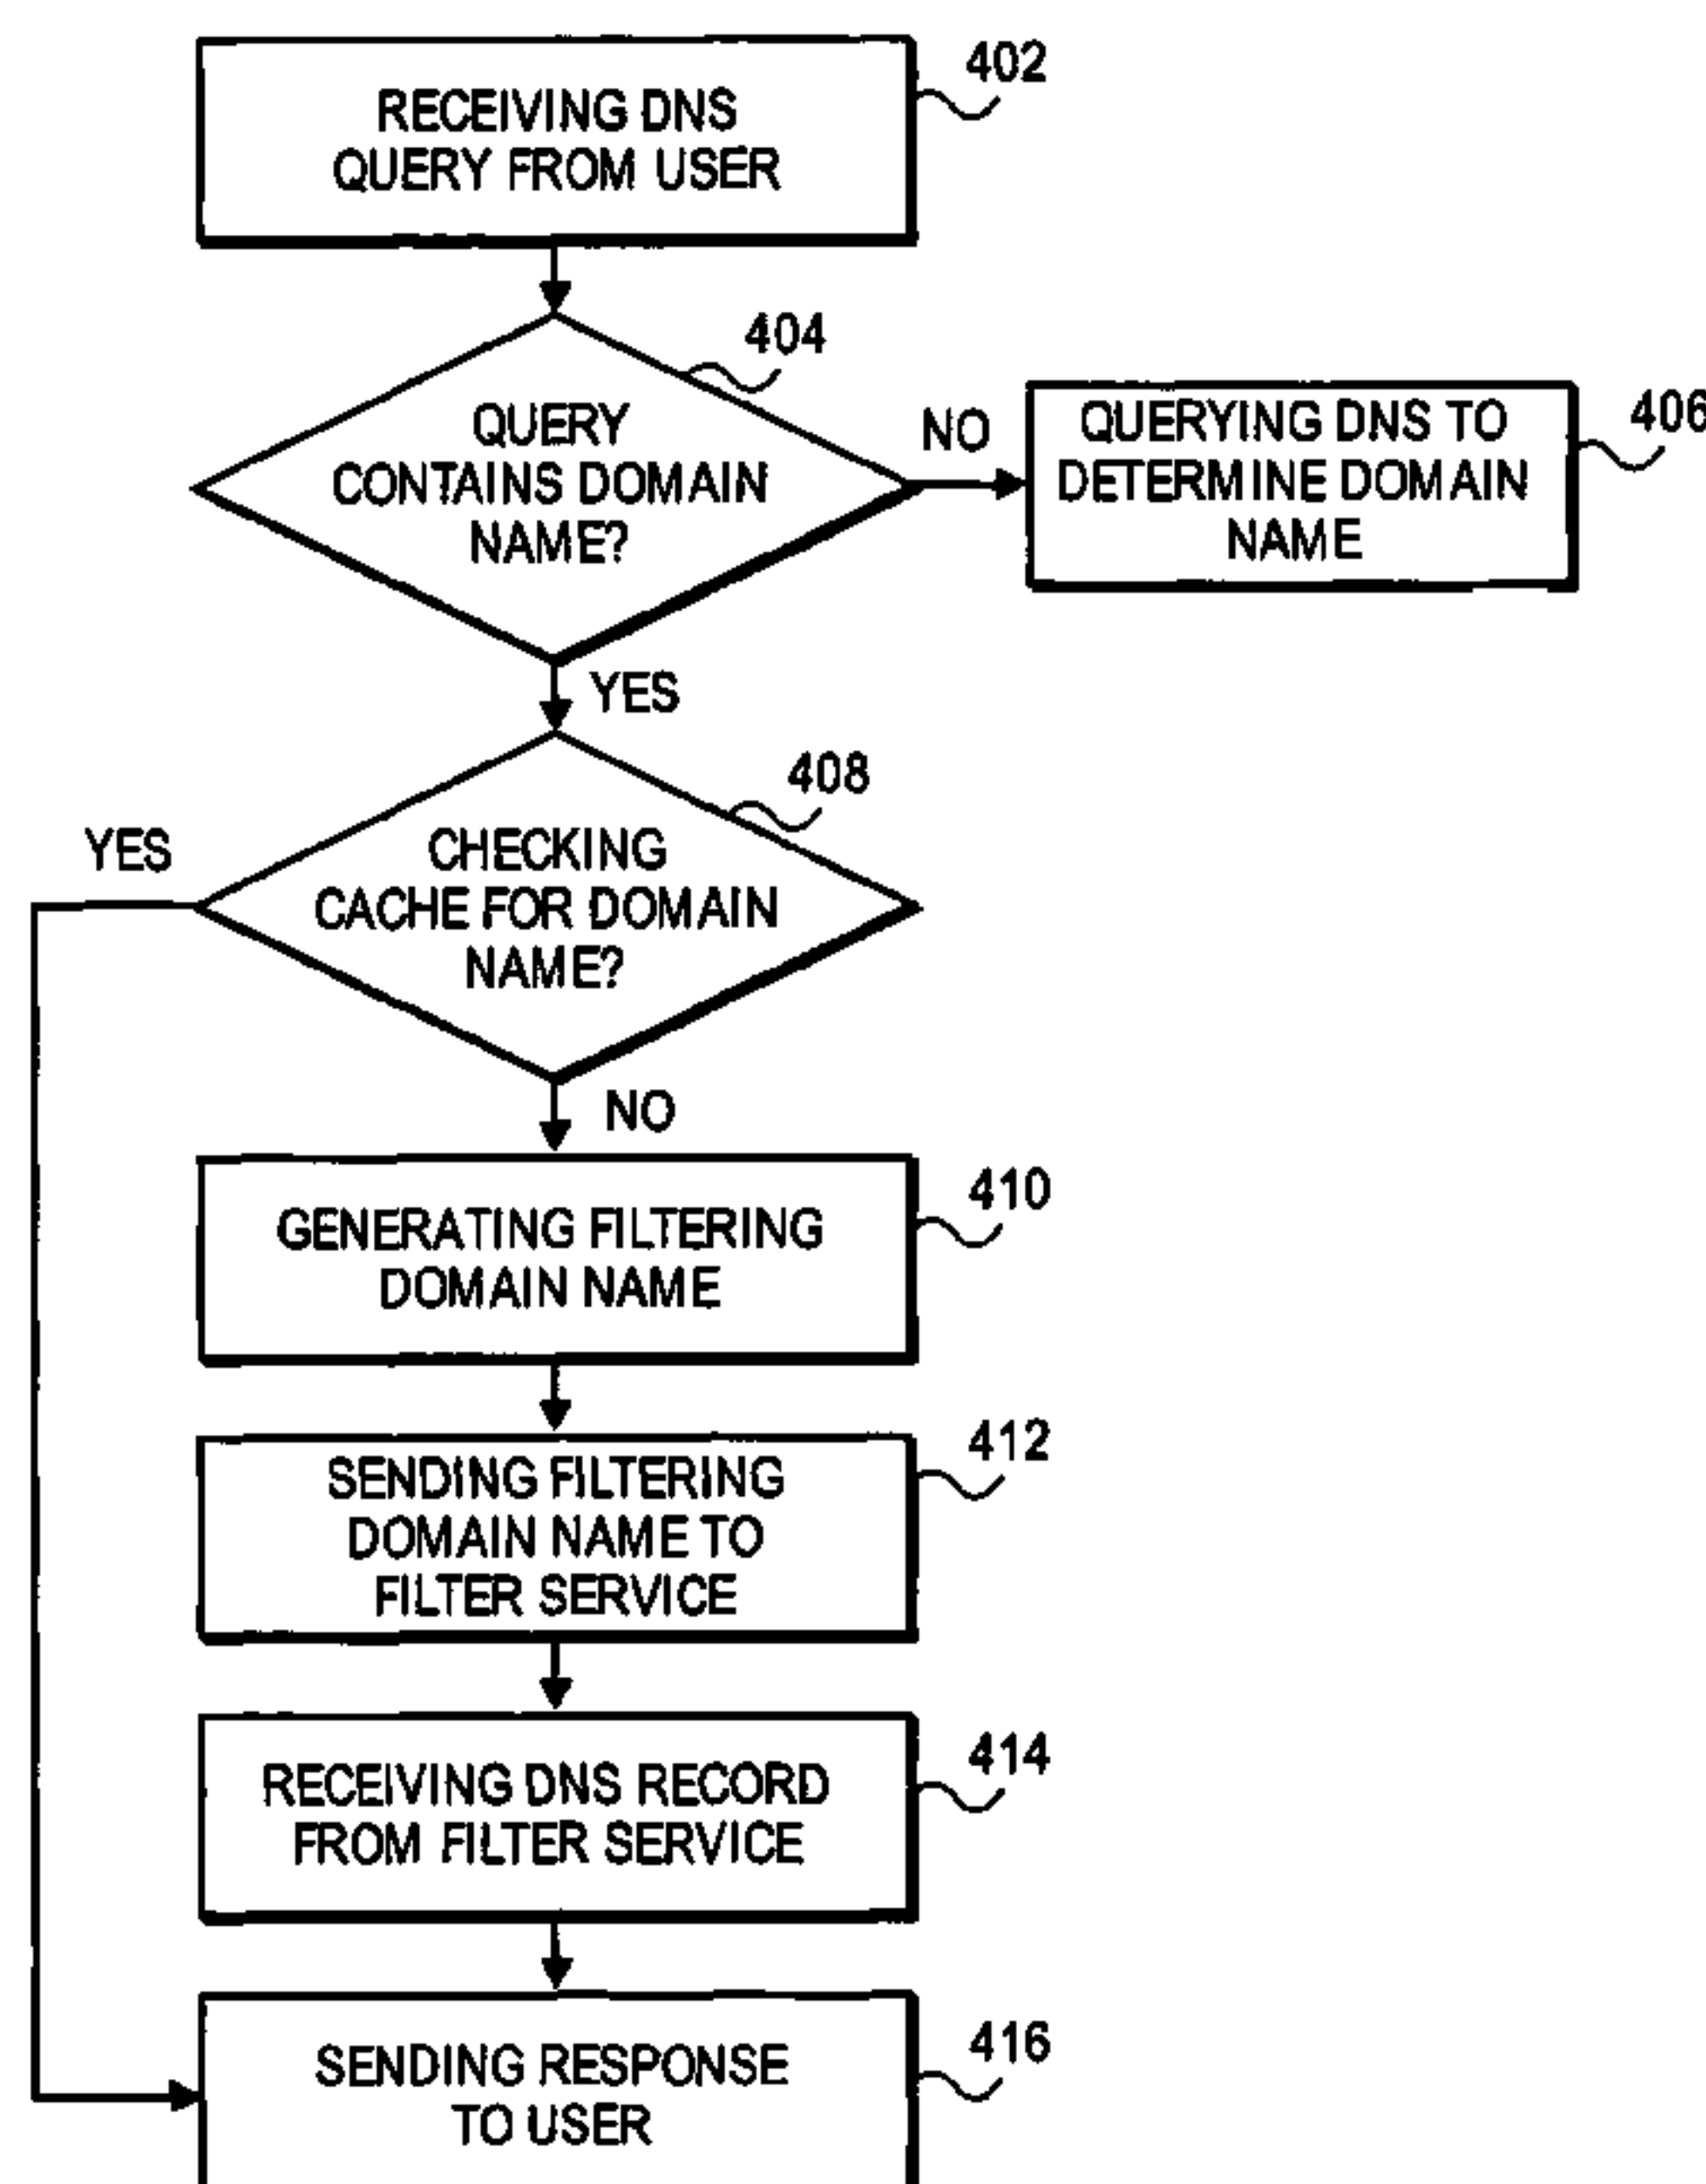 402
RECEIVING DNS
QUERY FROM USER
404
QUERY
CONTAINS DOMAIN
NAME?
NO
QUERYING DNS TO
DETERMINE DOMAIN
NAME
406
YES
408
YES
CHECKING
CACHE FOR DOMAIN
NAME?
NO
410
GENERATING FILTERING
DOMAIN NAME
412
SENDING FILTERING
DOMAIN NAME TO
FILTER SERVICE
414
RECEIVING DNS RECORD
FROM FILTER SERVICE
416
SENDING RESPONSE
TO USER